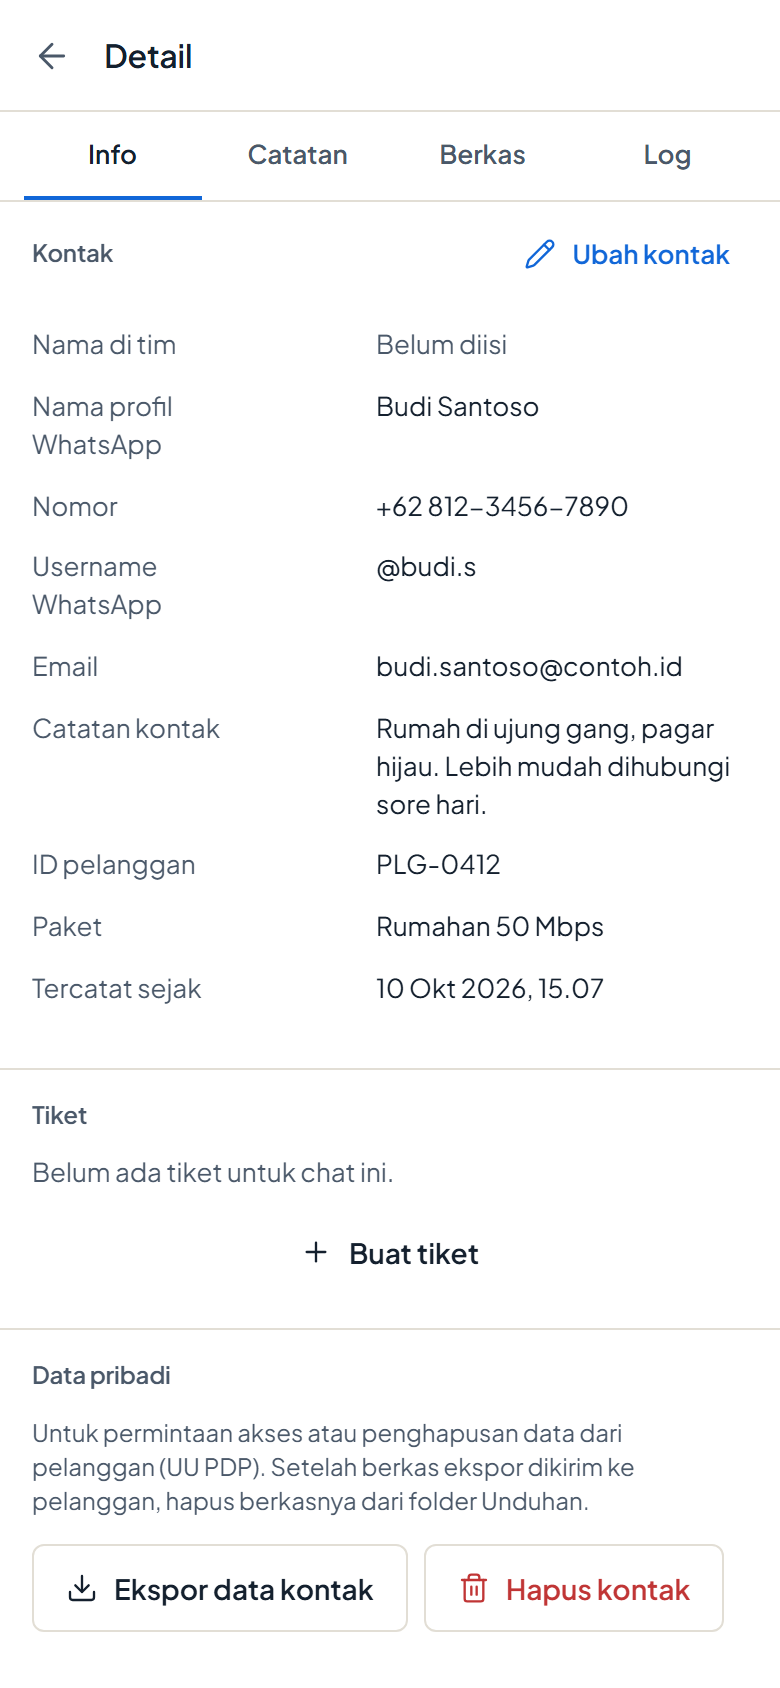 Detail
Info
Catatan
Berkas
Log
Kontak
Ubah kontak
Nama di tim
Belum diisi
Nama profil
WhatsApp
Budi Santoso
Nomor
+62 812-3456-7890
Username
WhatsApp
@budi.s
Email
budi.santoso@contoh.id
Catatan kontak
Rumah di ujung gang, pagar
hijau. Lebih mudah dihubungi
sore hari.
ID pelanggan
PLG-0412
Paket
Rumahan 50 Mbps
Tercatat sejak
10 Okt 2026, 15.07
Tiket
Belum ada tiket untuk chat ini.
Buat tiket
Data pribadi
Untuk permintaan akses atau penghapusan data dari
pelanggan (UU PDP). Setelah berkas ekspor dikirim ke
pelanggan, hapus berkasnya dari folder Unduhan.
Ekspor data kontak
Hapus kontak